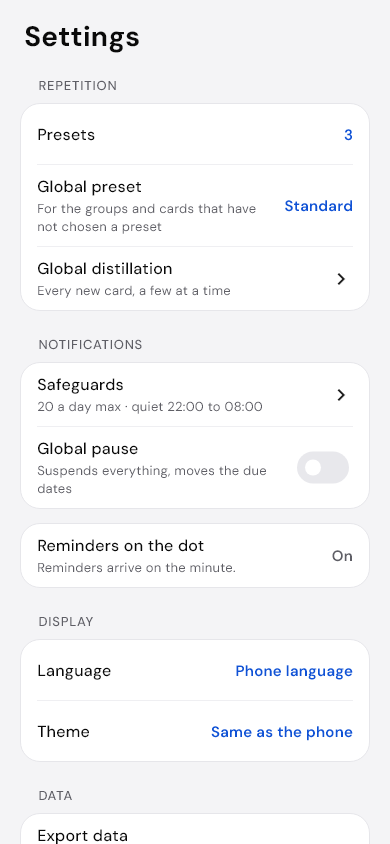 Settings
REPETITION
Presets
3
Global preset
For the groups and cards that have
not chosen a preset
Standard
Global distillation
Every new card, a few at a time
NOTIFICATIONS
Safeguards
20 a day max · quiet 22:00 to 08:00
Global pause
Suspends everything, moves the due
dates
Reminders on the dot
Reminders arrive on the minute.
On
DISPLAY
Language
Phone language
Theme
Same as the phone
DATA
Export data